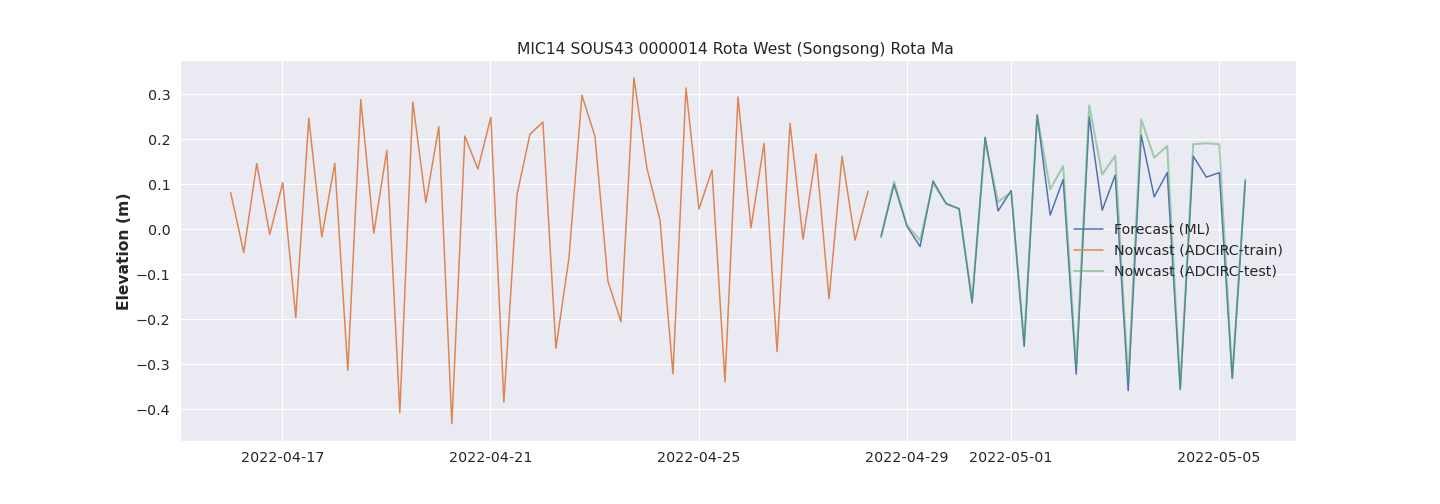 MIC14 SOUS43 0000014 Rota West (Songsong) Rota Ma
Elevation (m)
0.3
0.2
0.1
0.0
−0.1
−0.2
−0.3
−0.4
Forecast (ML)
Nowcast (ADCIRC-train)
Nowcast (ADCIRC-test)
2022-04-17 2022-04-21 2022-04-25 2022-04-29 2022-05-01 2022-05-05